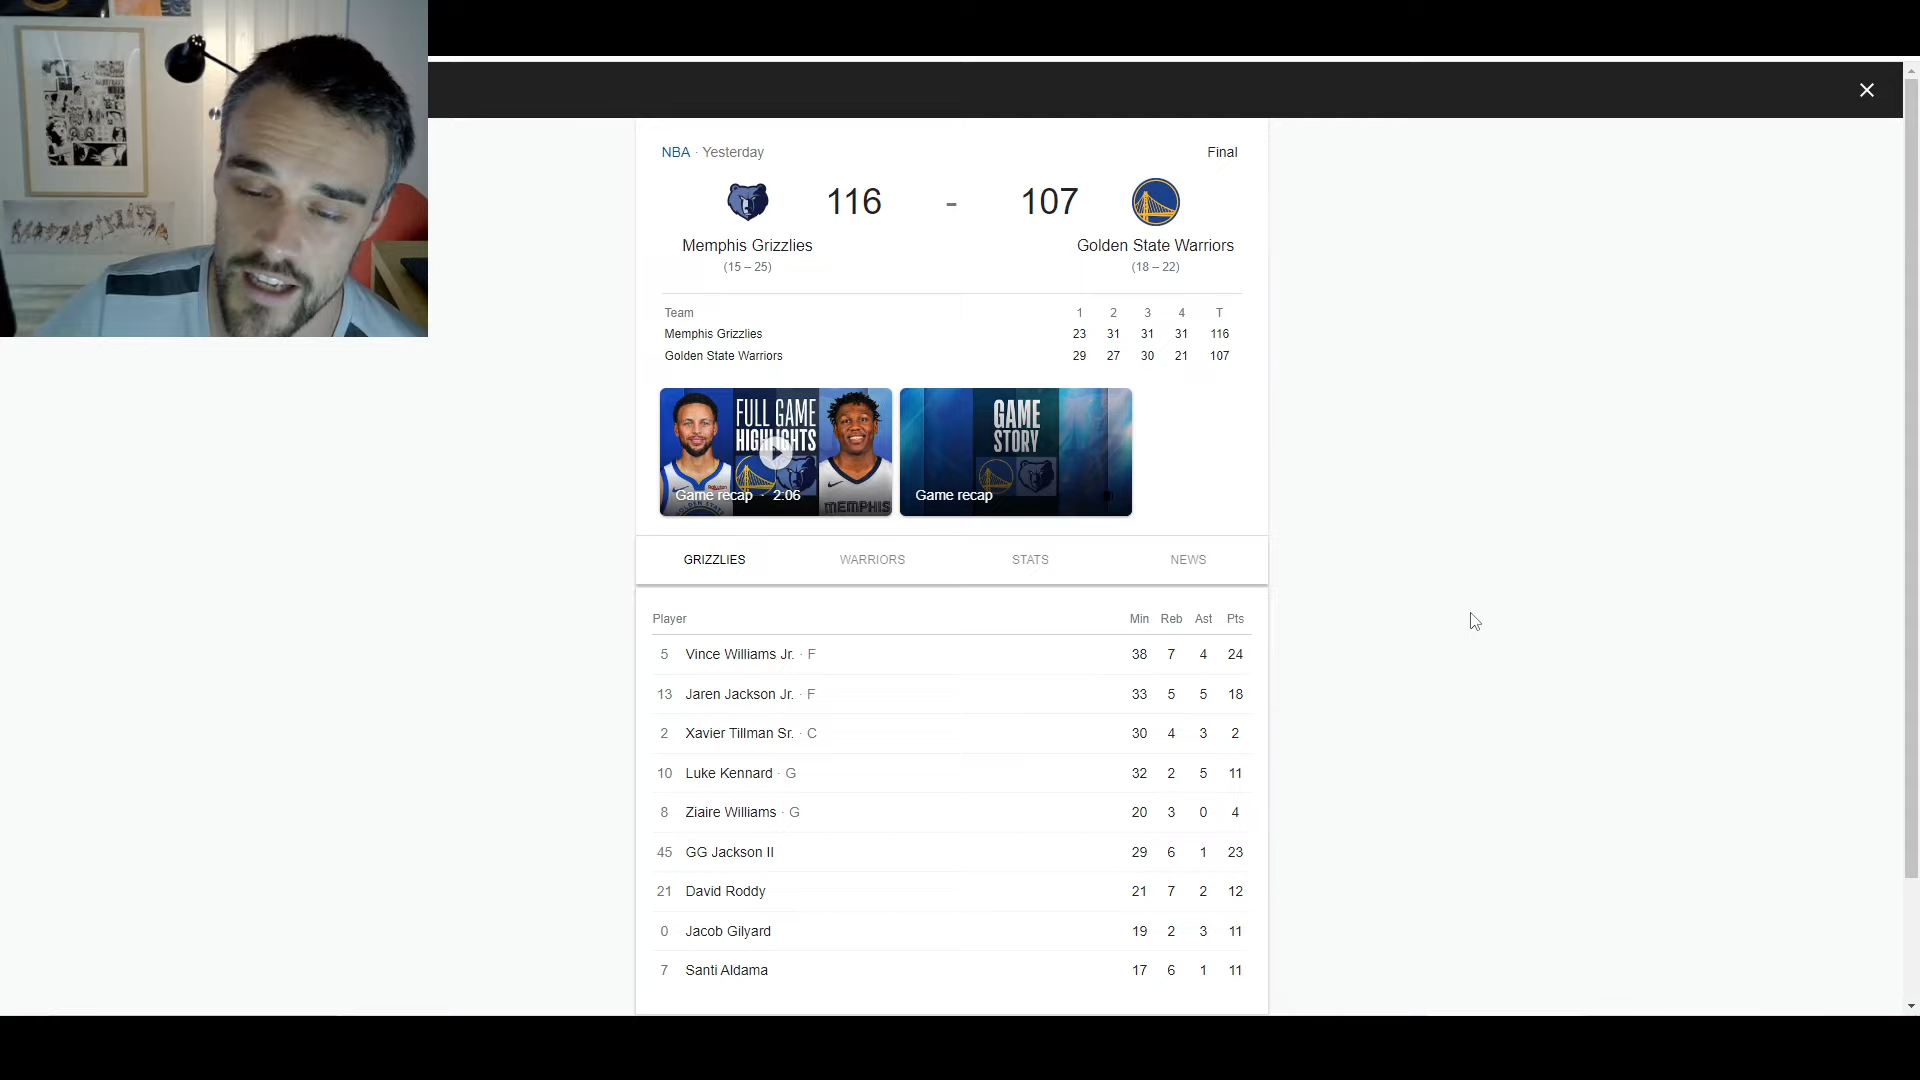 NBA · Yesterday Final
116 - 107
Memphis Grizzlies Golden State Warriors
(15 – 25) (18 – 22)
Team 1 2 3 4 T
Memphis Grizzlies 23 31 31 31 116
Golden State Warriors 29 27 30 21 107
FULL GAME
HIGHLIGHTS
Game recap · 2:06
MEMPHIS
GAME
STORY
Game recap
GRIZZLIES WARRIORS STATS NEWS
Player Min Reb Ast Pts
5 Vince Williams Jr. · F 38 7 4 24
13 Jaren Jackson Jr. · F 33 5 5 18
2 Xavier Tillman Sr. · C 30 4 3 2
10 Luke Kennard · G 32 2 5 11
8 Ziaire Williams · G 20 3 0 4
45 GG Jackson II 29 6 1 23
21 David Roddy 21 7 2 12
0 Jacob Gilyard 19 2 3 11
7 Santi Aldama 17 6 1 11